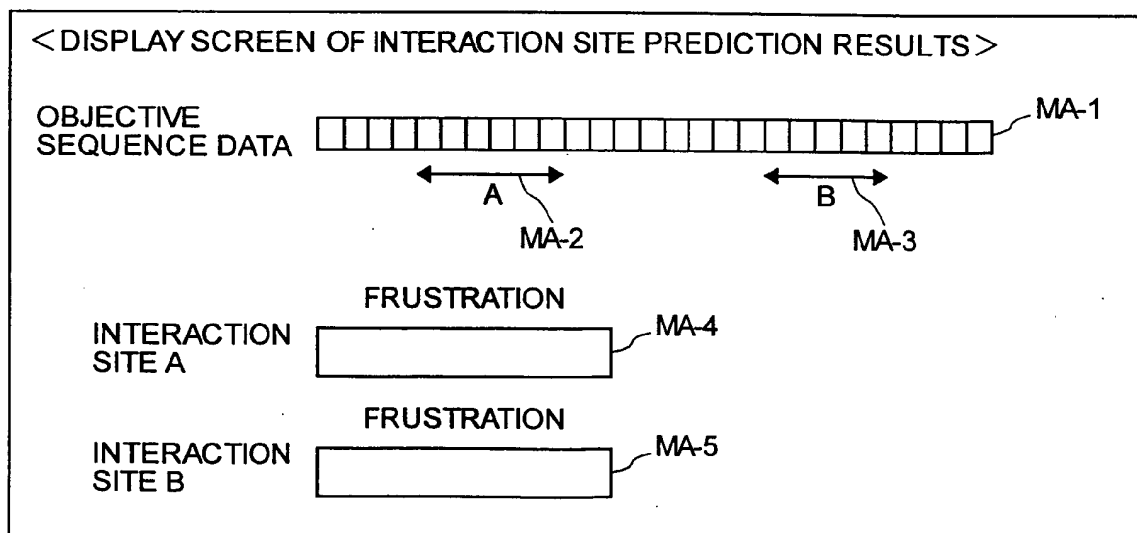 <DISPLAY SCREEN OF INTERACTION SITE PREDICTION RESULTS>
OBJECTIVE
SEQUENCE DATA
MA-1
A
B
MA-2
MA-3
FRUSTRATION
INTERACTION
SITE A
MA-4
FRUSTRATION
INTERACTION
SITE B
MA-5